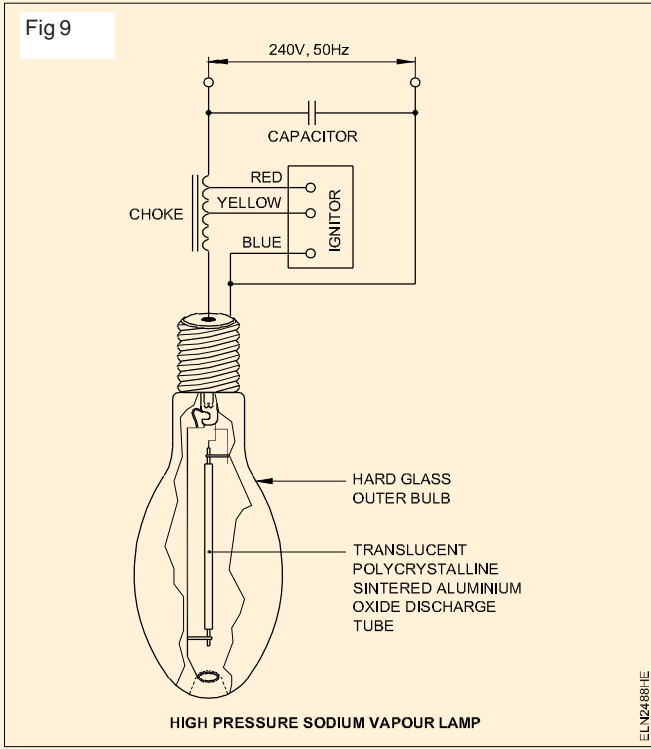 Fig 9
240V, 50Hz
CAPACITOR
RED
YELLOW
CHOKE
BLUE
IGNITOR
HARD GLASS
OUTER BULB
TRANSLUCENT
POLYCRYSTALLINE
SINTERED ALUMINIUM
OXIDE DISCHARGE
TUBE
HIGH PRESSURE SODIUM VAPOUR LAMP
ELN2488HE